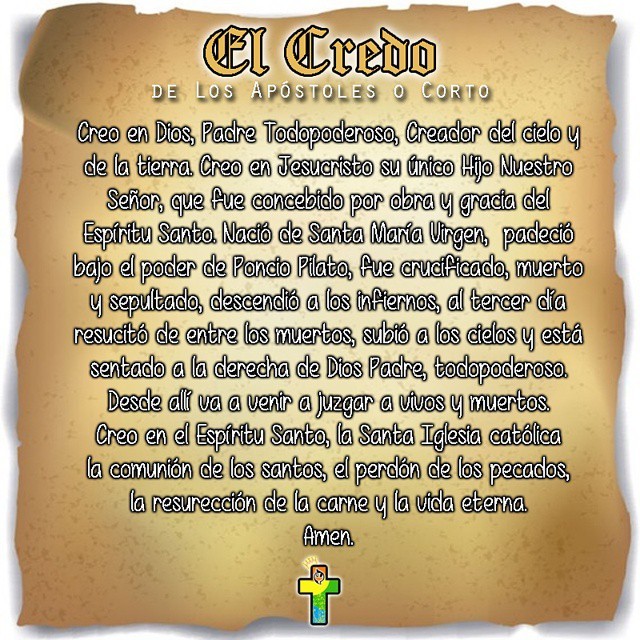 El Credo
de Los Apóstoles o Corto
Creo en Dios, Padre Todopoderoso, Creador del cielo y
de la tierra. Creo en Jesucristo su único Hijo Nuestro
Señor, que fue concebido por obra y gracia del
Espíritu Santo. Nació de Santa María Virgen, padeció
bajo el poder de Poncio Pilato, fue crucificado, muerto
y sepultado, descendió a los infiernos, al tercer día
resucitó de entre los muertos, subió a los cielos y está
sentado a la derecha de Dios Padre, todopoderoso.
Desde allí va a venir a juzgar a vivos y muertos.
Creo en el Espíritu Santo, la Santa Iglesia católica
la comunión de los santos, el perdón de los pecados,
la resurección de la carne y la vida eterna.
Amen.